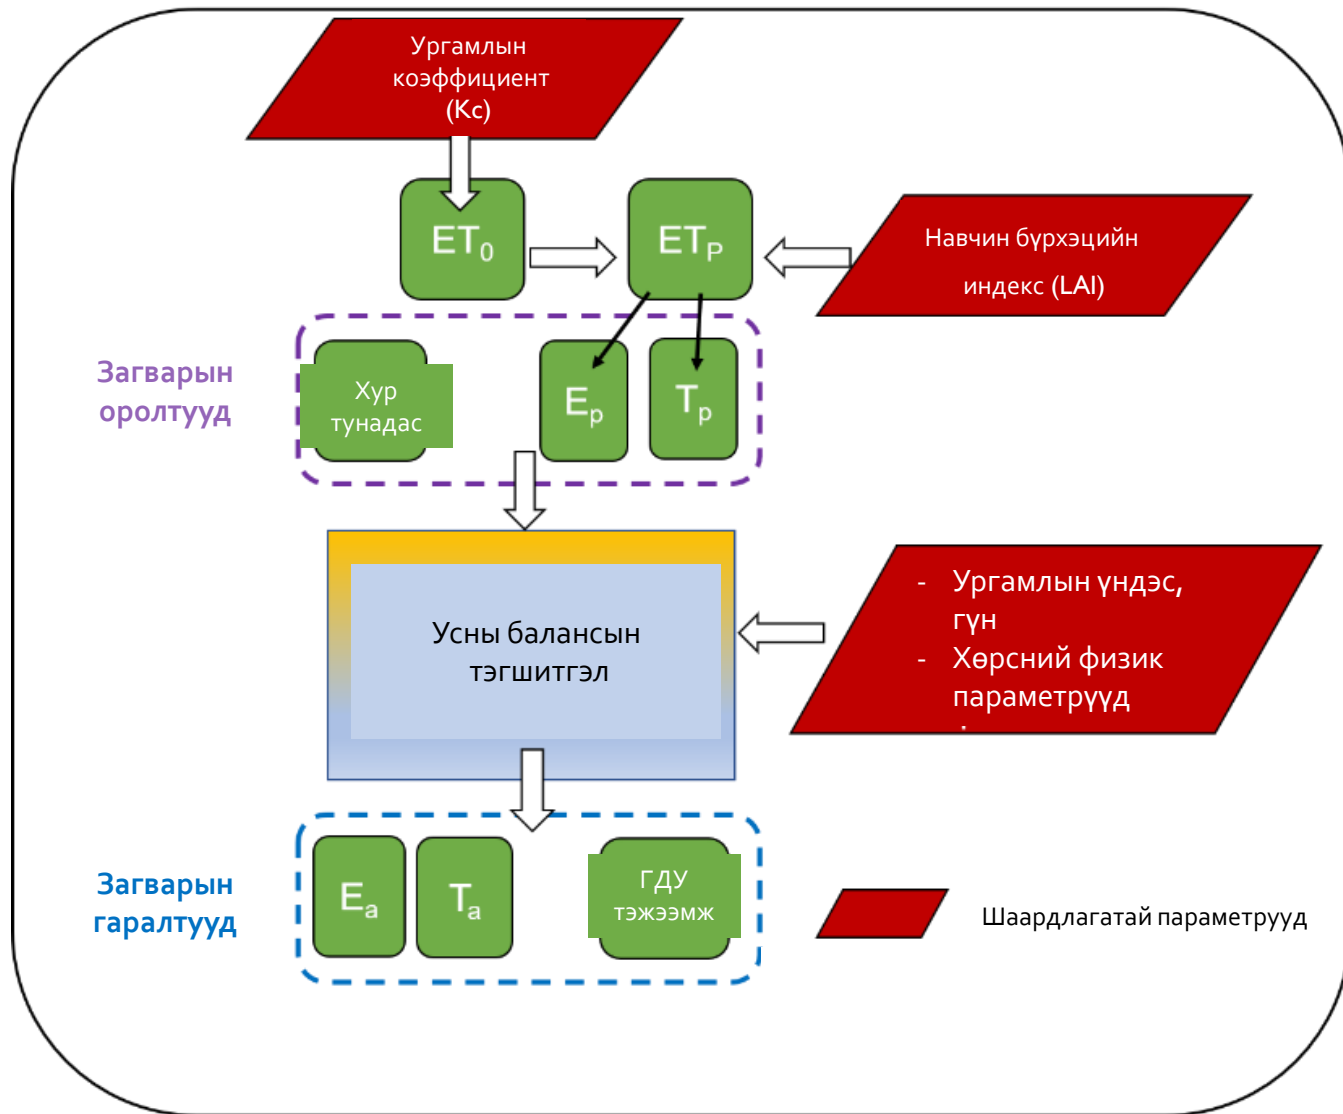 Ургамлын
коэффициент
(Kc)
ET₀
ETₚ
Навчин бүрхэцийн
индекс (LAI)
Загварын
оролтууд
Хур
тунадас
Eₚ
Tₚ
Усны балансын
тэгшитгэл
- Ургамлын үндэс,
гүн
- Хөрсний физик
параметрүүд
Загварын
гаралтууд
Eₐ
Tₐ
ГДУ
тэжээмж
Шаардлагатай параметрууд